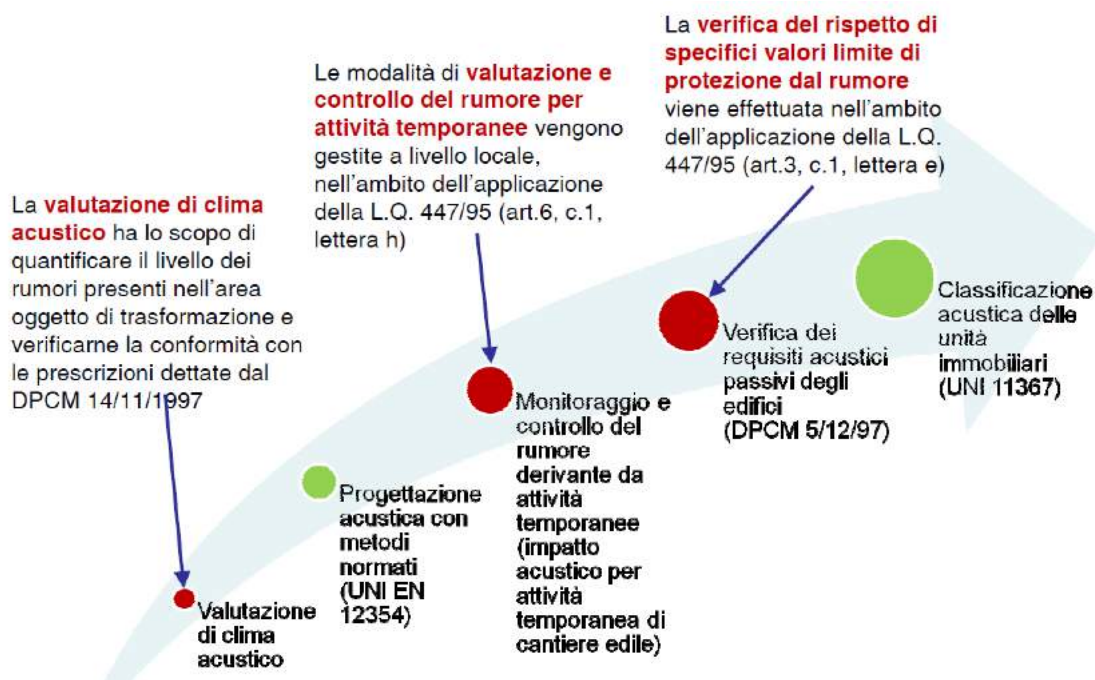 La valutazione di clima
acustico ha lo scopo di
quantificare il livello dei
rumori presenti nell'area
oggetto di trasformazione e
verificarne la conformità con
le prescrizioni dettate dal
DPCM 14/11/1997
Le modalità di valutazione e
controllo del rumore per
attività temporanee vengono
gestite a livello locale,
nell'ambito dell'applicazione
della L.Q. 447/95 (art.6, c.1,
lettera h)
La verifica del rispetto di
specifici valori limite di
protezione dal rumore
viene effettuata nell'ambito
dell'applicazione della L.Q.
447/95 (art.3, c.1, lettera e)
Valutazione
di clima
acustico
Progettazione
acustica con
metodi
normati
(UNI EN
12354)
Monitoraggio e
controllo del
rumore
derivante da
attività
temporanee
(impatto
acustico per
attività
temporanea di
cantiere edile)
Verifica dei
requisiti acustici
passivi degli
edifici
(DPCM 5/12/97)
Classificazione
acustica delle
unità
immobiliari
(UNI 11367)